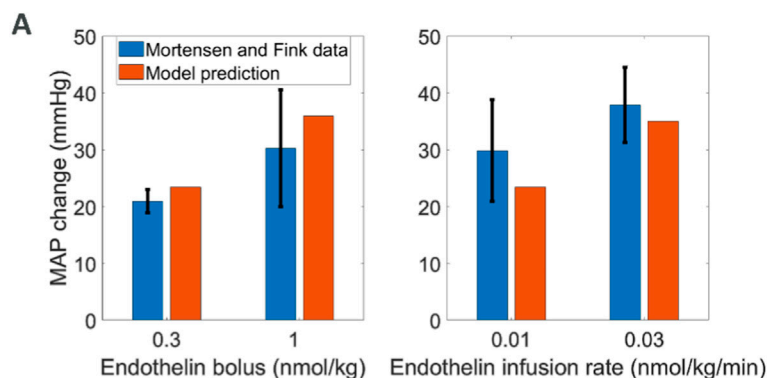 A
MAP change (mmHg)
50
40
30
20
10
0
Mortensen and Fink data
Model prediction
0.3
1
Endothelin bolus (nmol/kg)
50
40
30
20
10
0
0.01
0.03
Endothelin infusion rate (nmol/kg/min)